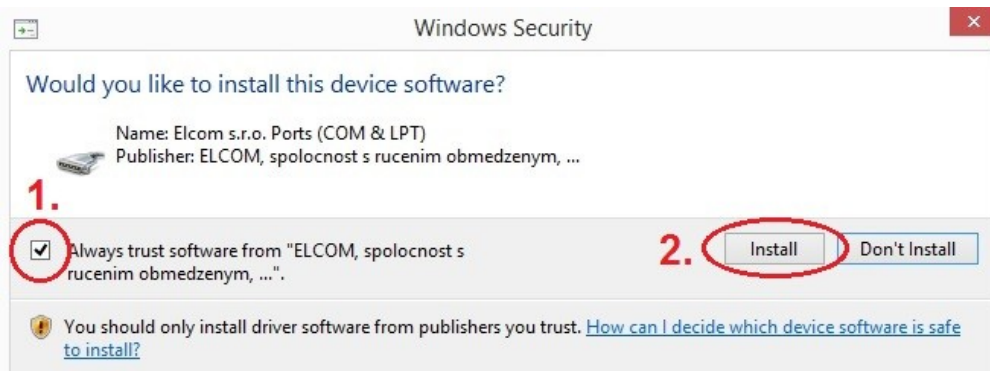 Windows Security
Would you like to install this device software?
Name: Elcom s.r.o. Ports (COM & LPT)
Publisher: ELCOM, spolocnost s rucenim obmedzenym, ...
1.
Always trust software from "ELCOM, spolocnost s
rucenim obmedzenym, ...".
2.
Install
Don't Install
You should only install driver software from publishers you trust. How can I decide which device software is safe
to install?